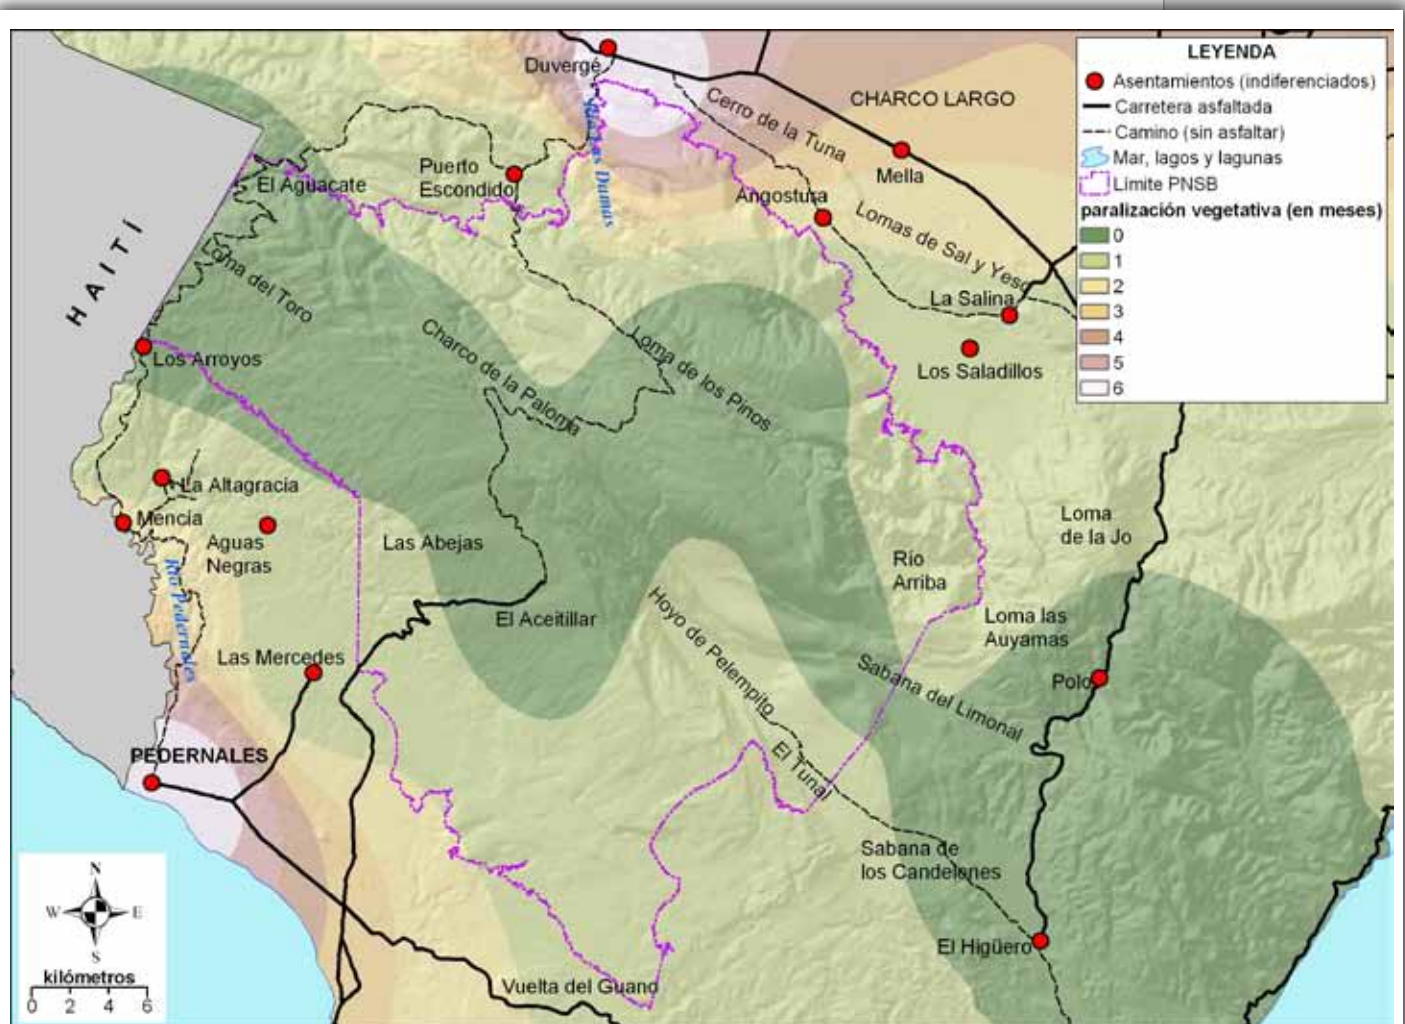 LEYENDA
Asentamientos (indiferenciados)
Carretera asfaltada
Camino (sin asfaltar)
Mar, lagos y lagunas
Límite PNSB
paralización vegetativa (en meses)
0
1
2
3
4
5
6
Duvergé
Cerro de la Tuna
CHARCO LARGO
Mella
Puerto
Escondido
El Aguacate
Río Las Damas
Angostura
Lomas de Sal y Yeso
HAITÍ
Loma del Toro
La Salina
Los Arroyos
Charco de la Paloma
Loma de los Pinos
Los Saladillos
La Altagracia
Mencía
Aguas
Negras
Las Abejas
Loma
de la Jo
Río
Arriba
Río Pedernales
El Aceitillar
Hoyo de Pelempito
Loma las
Auyamas
Las Mercedes
Sabana del Limonal
Polo
PEDERNALES
El Tunal
Sabana de
los Candelones
El Higüero
Vuelta del Guano
N
W
E
S
kilómetros
0 2 4 6